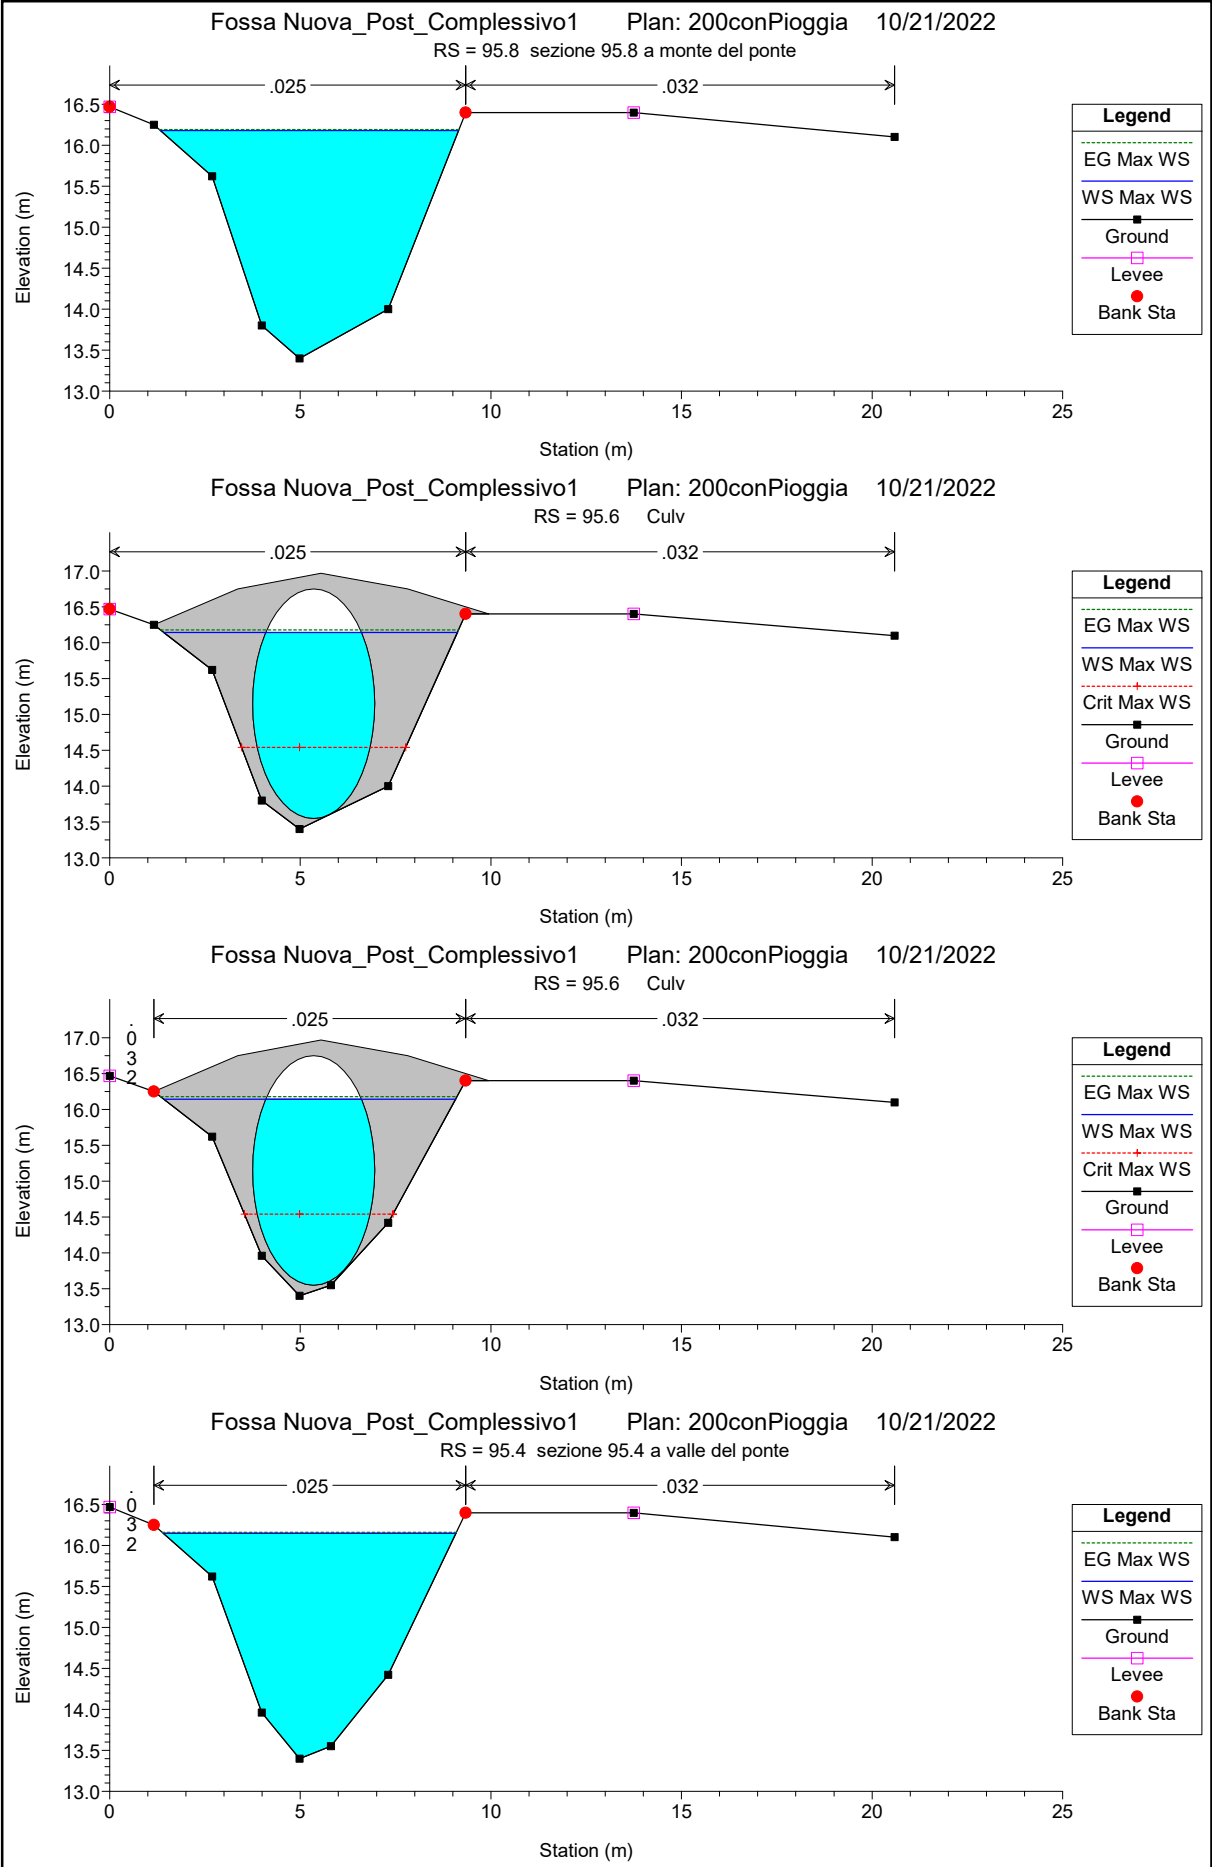 Fossa Nuova_Post_Complessivo1 Plan: 200conPioggia 10/21/2022
RS = 95.8 sezione 95.8 a monte del ponte
.025
.032
16.5
16.0
15.5
15.0
14.5
14.0
13.5
13.0
Elevation (m)
0 5 10 15 20 25
Station (m)
Legend
EG Max WS
WS Max WS
Ground
Levee
Bank Sta
Fossa Nuova_Post_Complessivo1 Plan: 200conPioggia 10/21/2022
RS = 95.6 Culv
.025
.032
17.0
16.5
16.0
15.5
15.0
14.5
14.0
13.5
13.0
Elevation (m)
0 5 10 15 20 25
Station (m)
Legend
EG Max WS
WS Max WS
Crit Max WS
Ground
Levee
Bank Sta
Fossa Nuova_Post_Complessivo1 Plan: 200conPioggia 10/21/2022
RS = 95.6 Culv
.032
.025
.032
17.0
16.5
16.0
15.5
15.0
14.5
14.0
13.5
13.0
Elevation (m)
0 5 10 15 20 25
Station (m)
Legend
EG Max WS
WS Max WS
Crit Max WS
Ground
Levee
Bank Sta
Fossa Nuova_Post_Complessivo1 Plan: 200conPioggia 10/21/2022
RS = 95.4 sezione 95.4 a valle del ponte
.032
.025
.032
16.5
16.0
15.5
15.0
14.5
14.0
13.5
13.0
Elevation (m)
0 5 10 15 20 25
Station (m)
Legend
EG Max WS
WS Max WS
Ground
Levee
Bank Sta